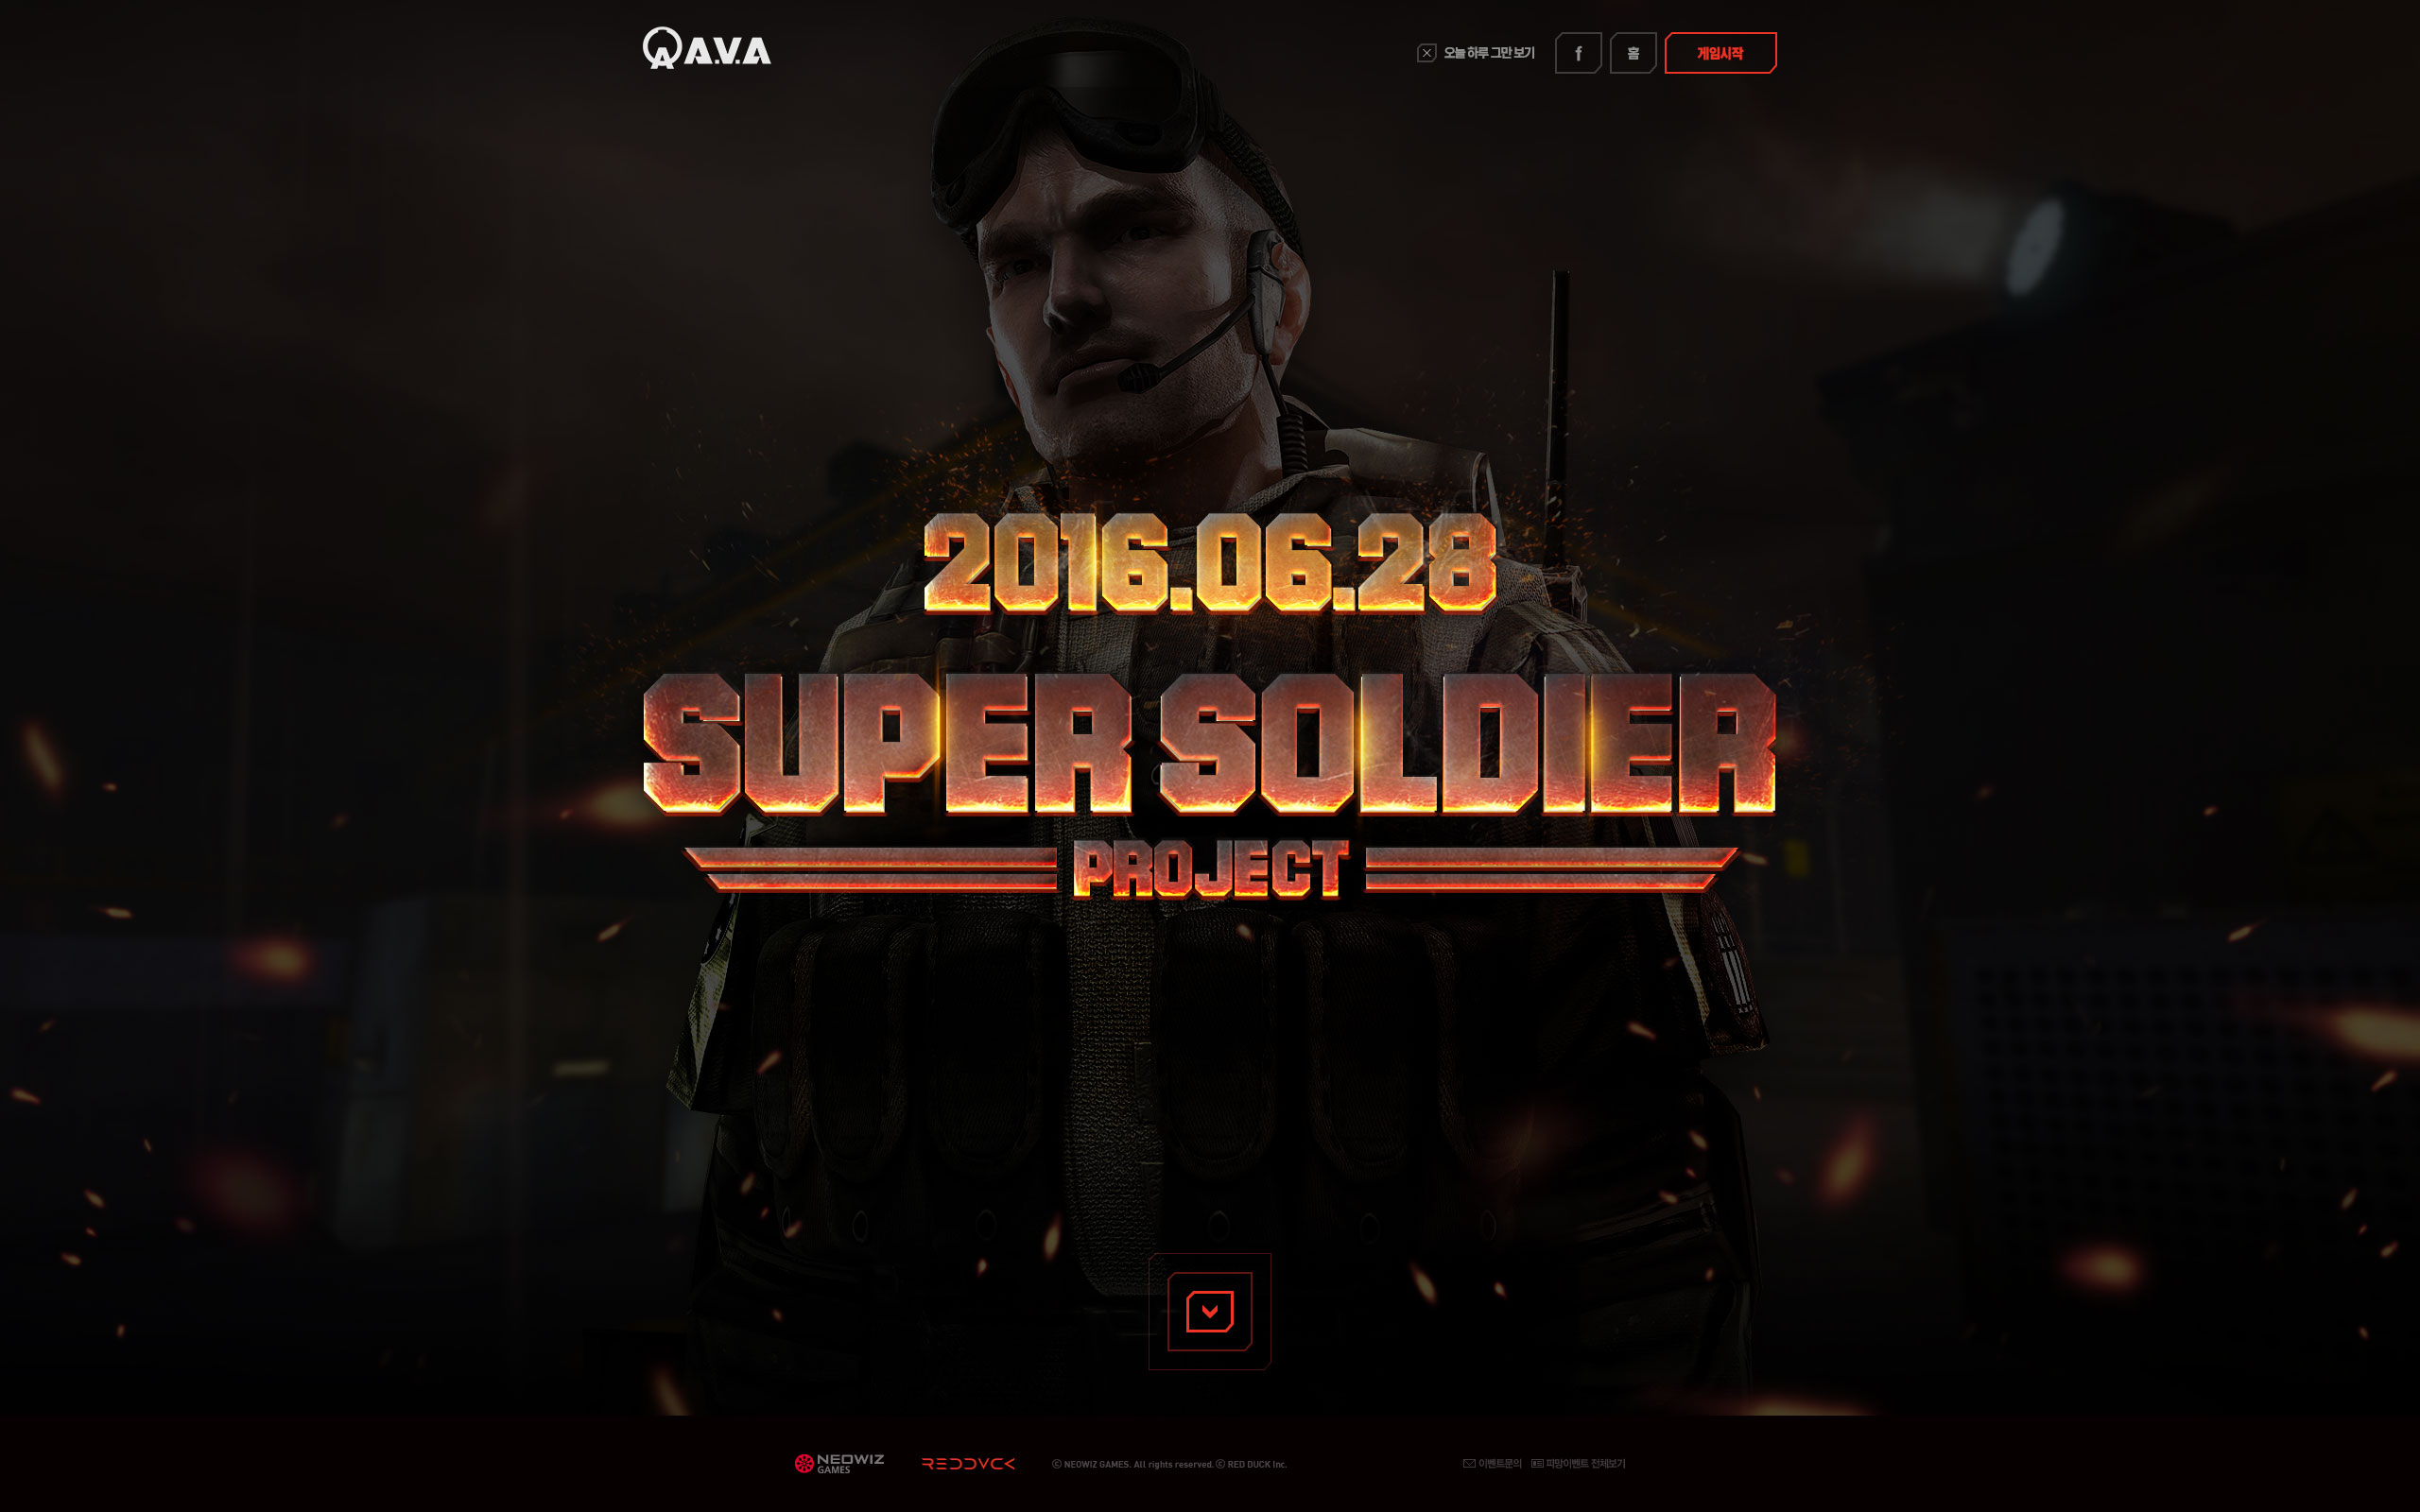 A.V.A
오늘 하루 그만 보기
f
홈
게임시작
2016.06.28
SUPER SOLDIER
PROJECT
NEOWIZ
GAMES
REDDUCK
ⓒ NEOWIZ GAMES. All rights reserved. ⓒ RED DUCK Inc.
이벤트문의
피망이벤트 전체보기